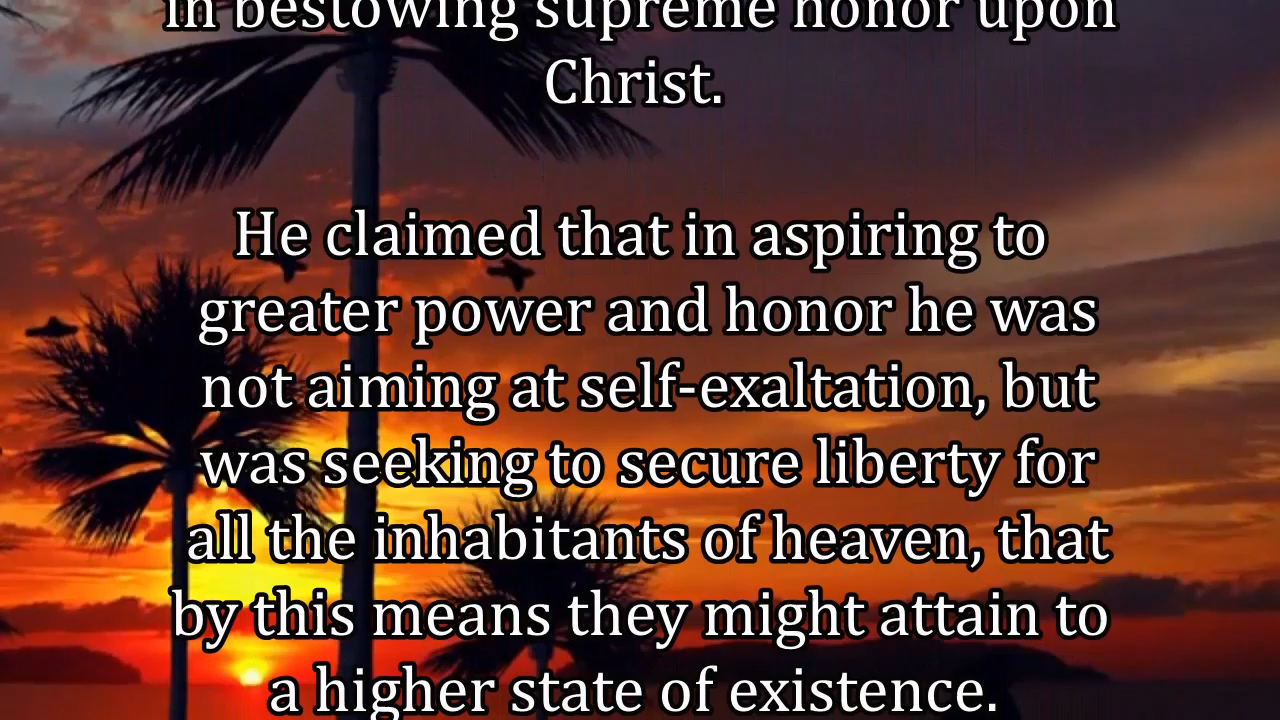 in bestowing supreme honor upon
Christ.
He claimed that in aspiring to
greater power and honor he was
not aiming at self-exaltation, but
was seeking to secure liberty for
all the inhabitants of heaven, that
by this means they might attain to
a higher state of existence.